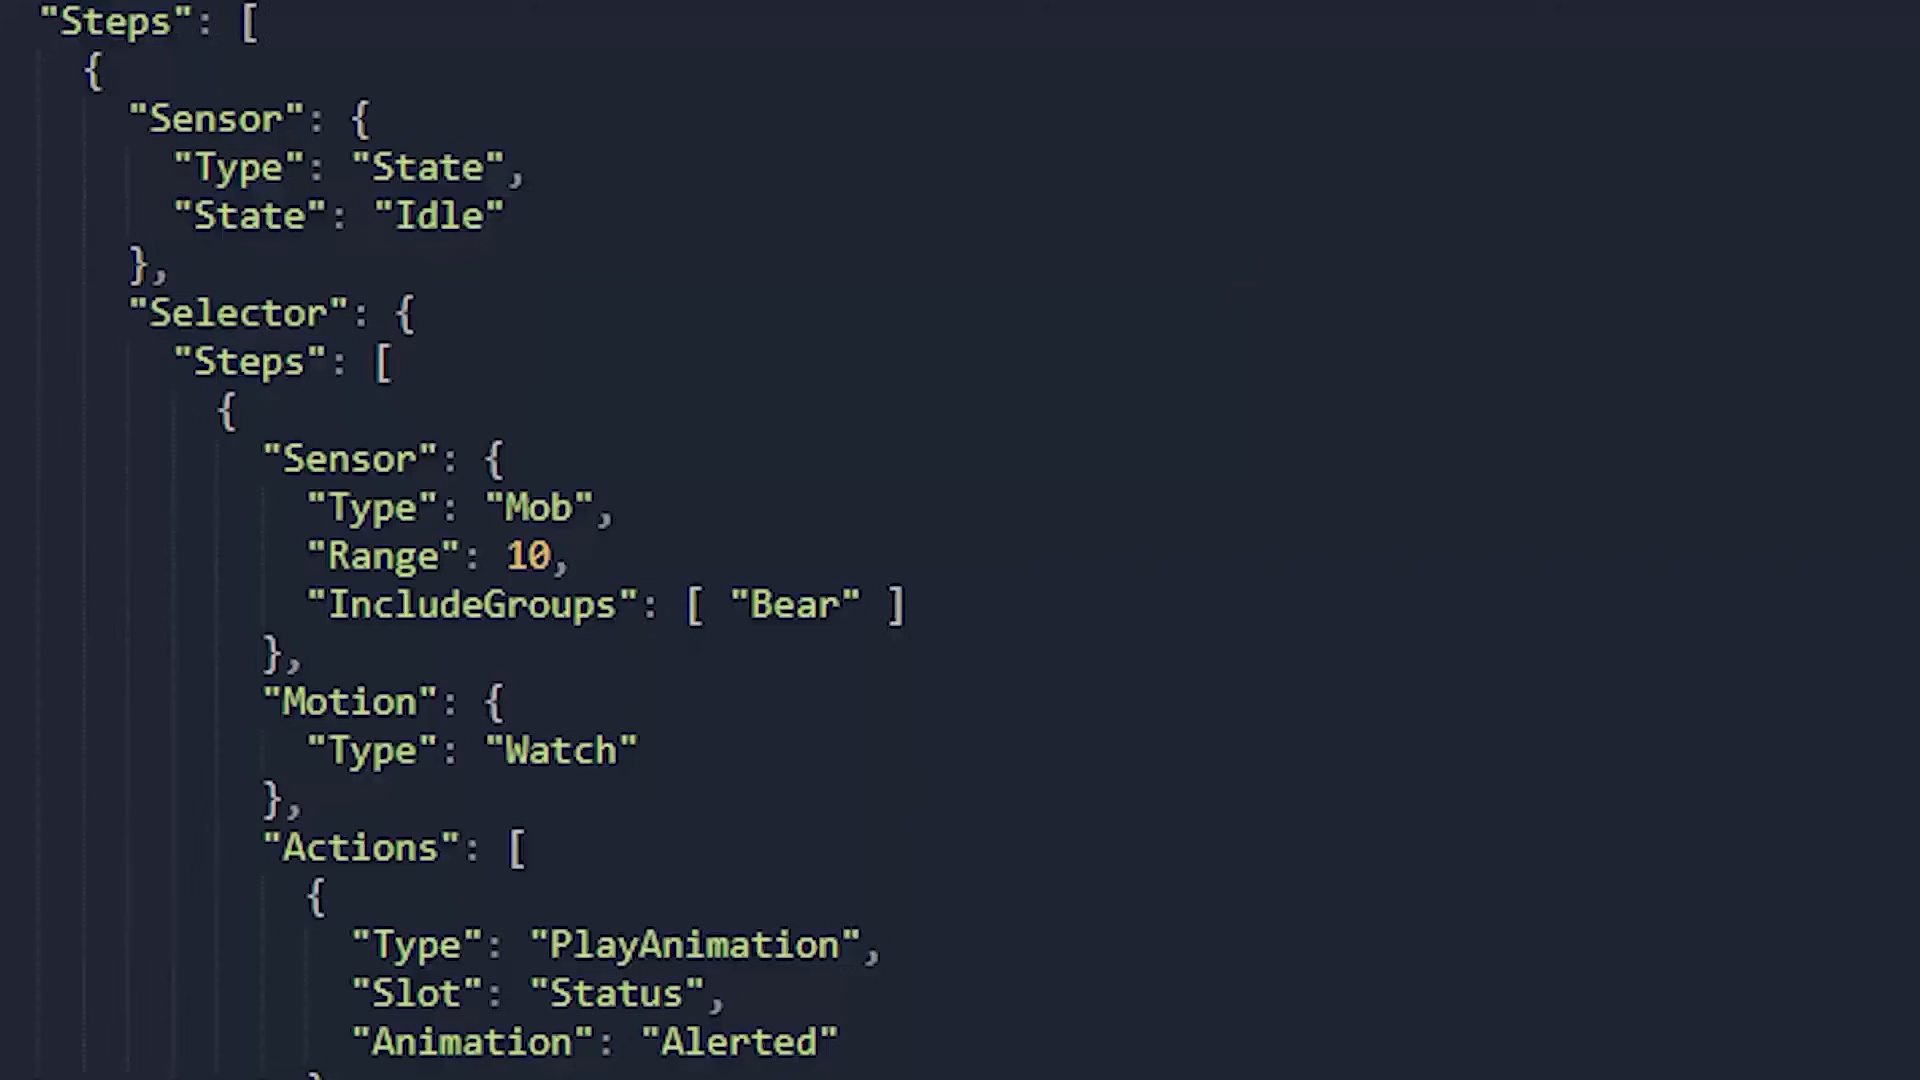 "Steps": [
{
"Sensor": {
"Type": "State",
"State": "Idle"
},
"Selector": {
"Steps": [
{
"Sensor": {
"Type": "Mob",
"Range": 10,
"IncludeGroups": [ "Bear" ]
},
"Motion": {
"Type": "Watch"
},
"Actions": [
{
"Type": "PlayAnimation",
"Slot": "Status",
"Animation": "Alerted"